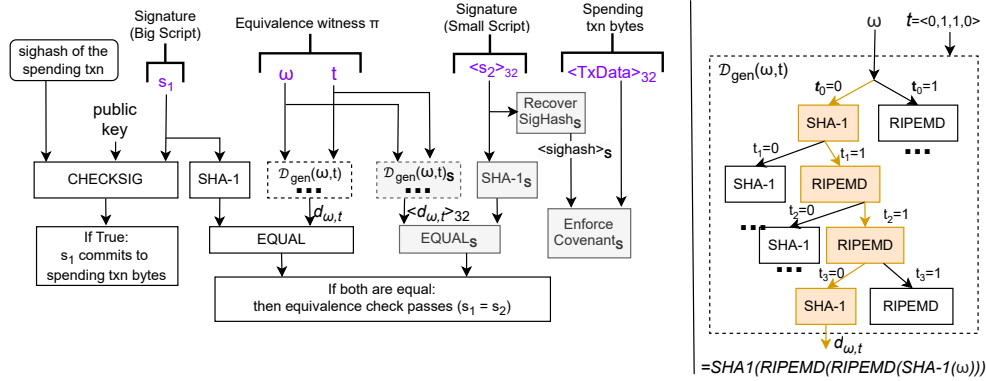 Signature
(Big Script)
Equivalence witness π
Signature
(Small Script)
Spending
txn bytes
sighash of the
spending txn
s1
ω
t
<s2>32
<TxData>32
public
key
Recover
SigHashS
<sighash>S
CHECKSIG
SHA-1
Dgen(ω,t)
...
Dgen(ω,t)S
...
SHA-1S
dω,t
<dω,t>32
If True:
s1 commits to
spending txn bytes
EQUAL
EQUALS
Enforce
CovenantS
If both are equal:
then equivalence check passes (s1 = s2)
ω
t=<0,1,1,0>
Dgen(ω,t)
t0=0
t0=1
SHA-1
RIPEMD
...
t1=0
t1=1
SHA-1
RIPEMD
...
t2=0
t2=1
SHA-1
RIPEMD
...
t3=0
t3=1
SHA-1
RIPEMD
dω,t
=SHA1(RIPEMD(RIPEMD(SHA-1(ω)))